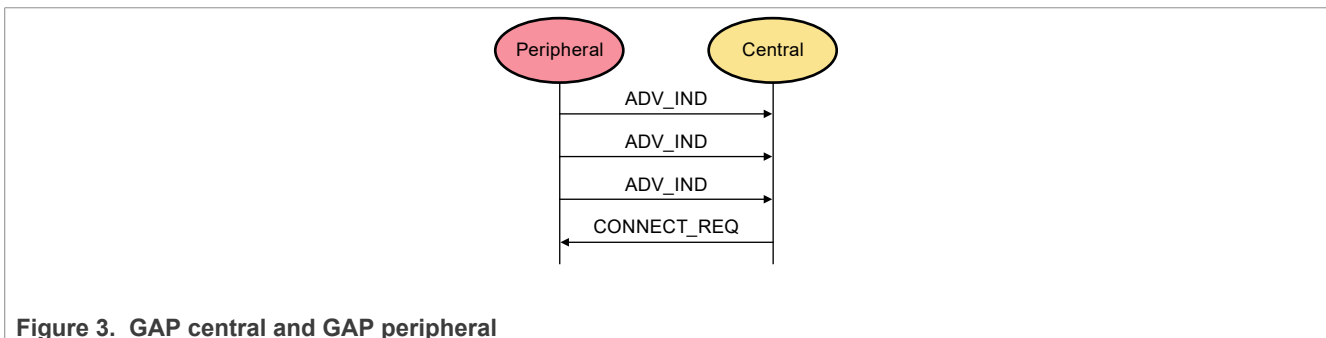 Peripheral Central
ADV_IND
ADV_IND
ADV_IND
CONNECT_REQ
Figure 3. GAP central and GAP peripheral